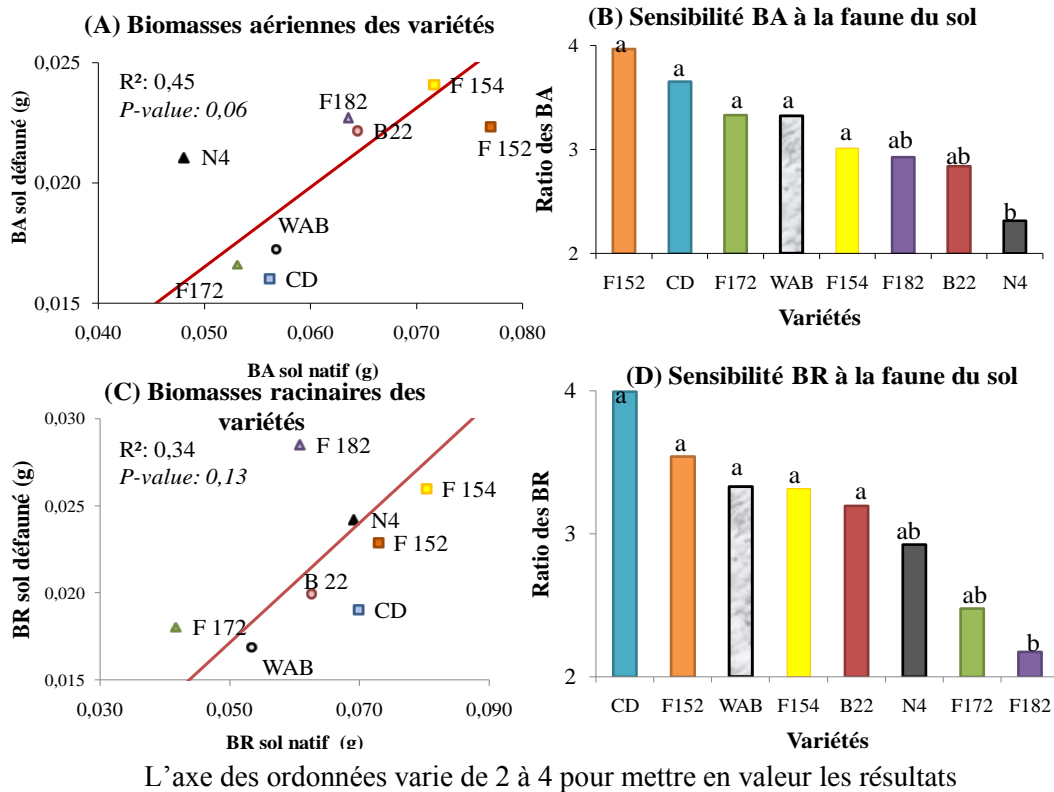 (A) Biomasses aériennes des variétés
0,025
0,020
0,015
BA sol défauné (g)
R²: 0,45
P-value: 0,06
F182
F 154
B22
F 152
N4
WAB
F172
CD
0,040
0,050
0,060
0,070
0,080
BA sol natif (g)
(B) Sensibilité BA à la faune du sol
4
3
2
Ratio des BA
a
a
a
a
a
ab
ab
b
F152
CD
F172
WAB
F154
F182
B22
N4
Variétés
(C) Biomasses racinaires des
variétés
0,030
0,025
0,020
0,015
BR sol défauné (g)
R²: 0,34
P-value: 0,13
F 182
F 154
N4
F 152
B 22
CD
F 172
WAB
0,030
0,050
0,070
0,090
BR sol natif (g)
(D) Sensibilité BR à la faune du sol
4
3
2
Ratio des BR
a
a
a
a
a
ab
ab
b
CD
F152
WAB
F154
B22
N4
F172
F182
Variétés
L'axe des ordonnées varie de 2 à 4 pour mettre en valeur les résultats